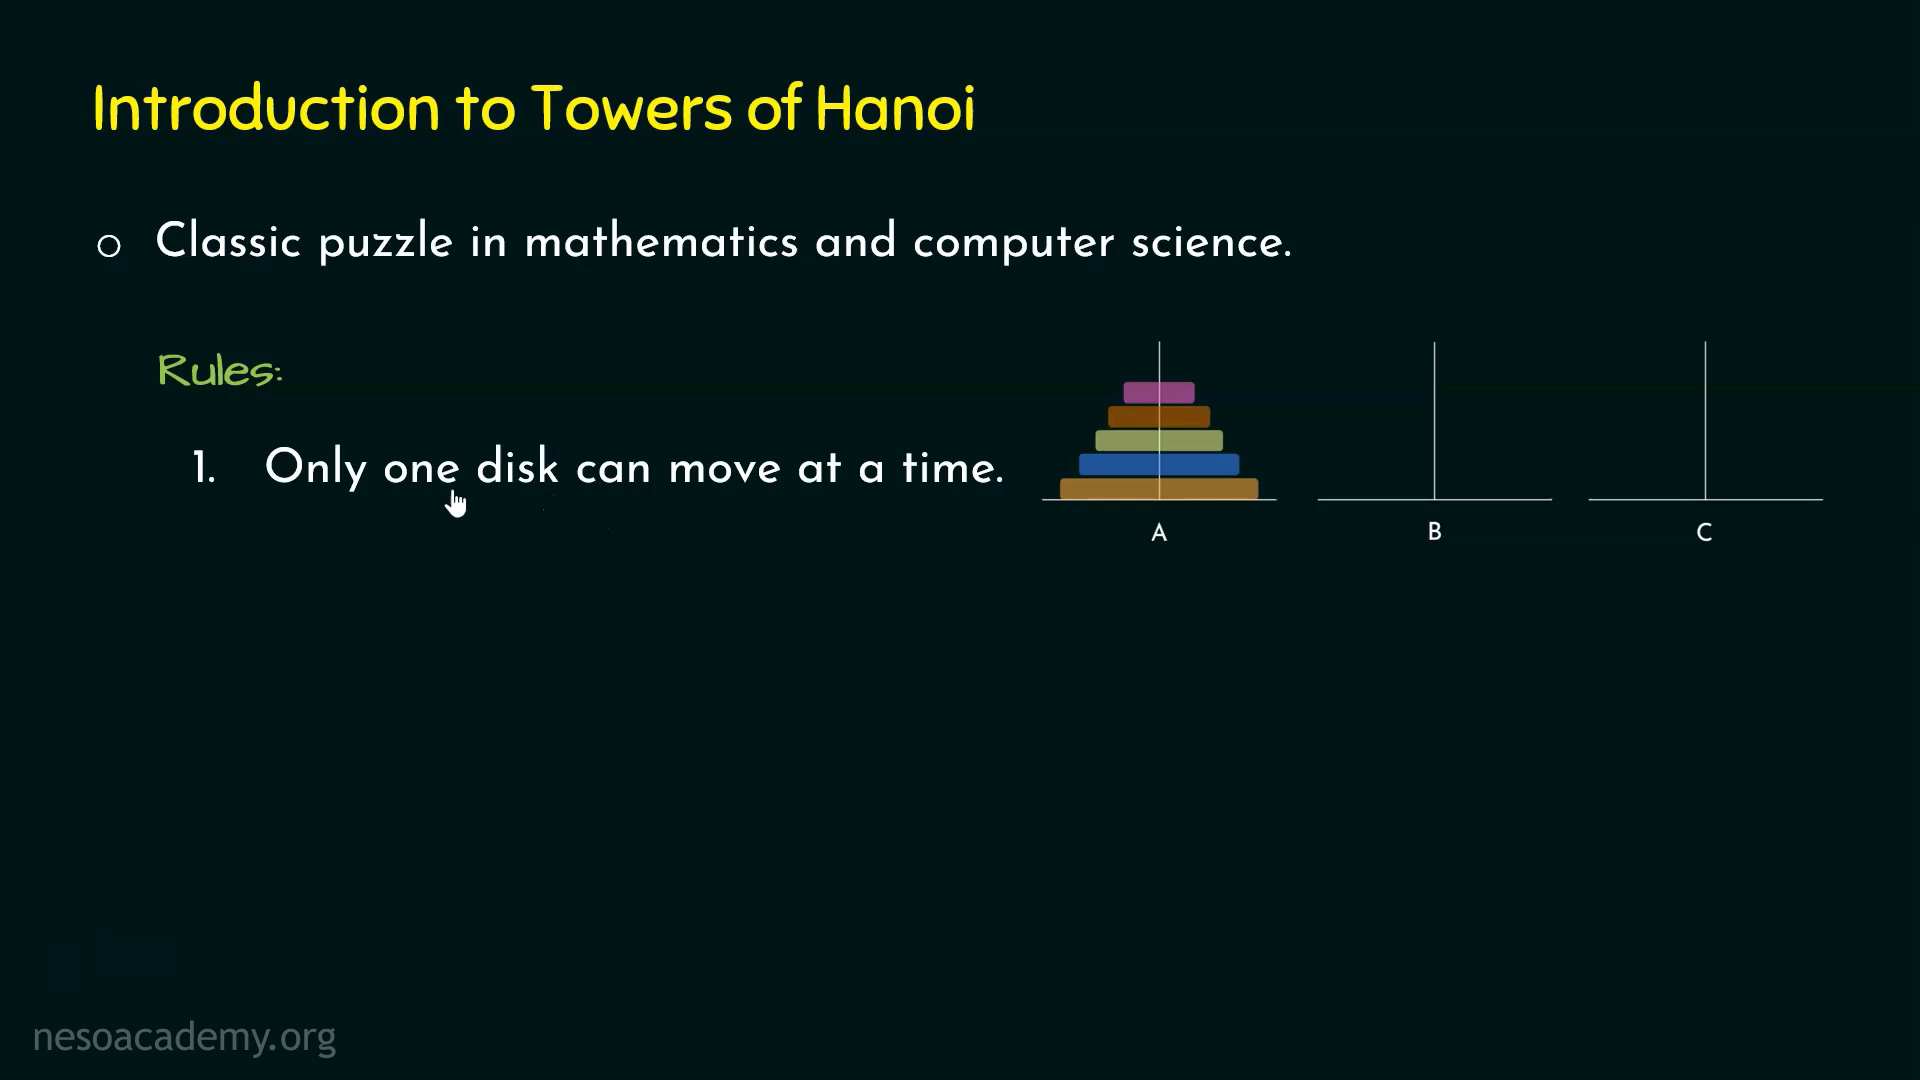 Introduction to Towers of Hanoi
○ Classic puzzle in mathematics and computer science.
Rules:
1. Only one disk can move at a time.
A B C
nesoacademy.org